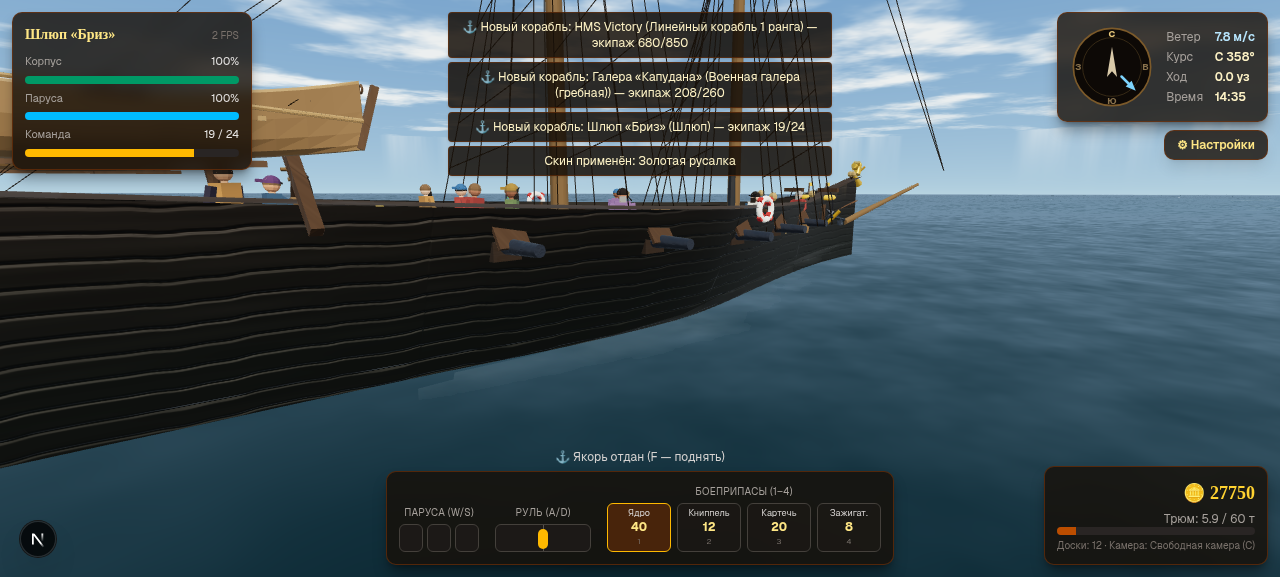 Шлюп «Бриз»
2 FPS
Корпус
100%
Паруса
100%
Команда
19 / 24
⚓ Новый корабль: HMS Victory (Линейный корабль 1 ранга) —
экипаж 680/850
⚓ Новый корабль: Галера «Капудана» (Военная галера
(гребная)) — экипаж 208/260
⚓ Новый корабль: Шлюп «Бриз» (Шлюп) — экипаж 19/24
Скин применён: Золотая русалка
С
З
В
Ю
Ветер 7.8 м/с
Курс С 358°
Ход 0.0 уз
Время 14:35
⚙ Настройки
⚓ Якорь отдан (F — поднять)
ПАРУСА (W/S)
РУЛЬ (A/D)
БОЕПРИПАСЫ (1–4)
Ядро
40
1
Книппель
12
2
Картечь
20
3
Зажигат.
8
4
🪙 27750
Трюм: 5.9 / 60 т
Доски: 12 · Камера: Свободная камера (C)
N